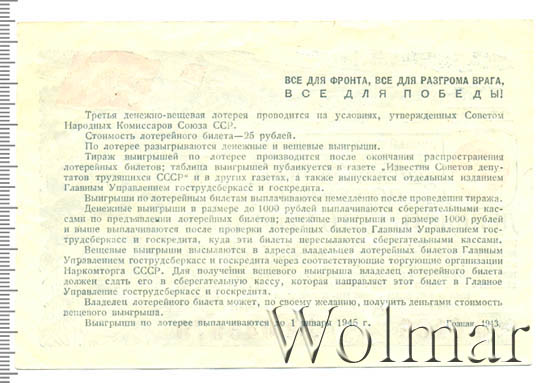 ВСЕ ДЛЯ ФРОНТА, ВСЕ ДЛЯ РАЗГРОМА ВРАГА,
ВСЕ ДЛЯ ПОБЕДЫ!
Третья денежно-вещевая лотерея проводится на условиях, утвержденных Советом
Народных Комиссаров Союза ССР.
Стоимость лотерейного билета—25 рублей.
По лотерее разыгрываются денежные и вещевые выигрыши.
Тираж выигрышей по лотерее производится после окончания распространения
лотерейных билетов; таблица выигрышей публикуется в газете „Известия Советов депу-
татов трудящихся СССР" и в других газетах, а также выпускается отдельным изданием
Главным Управлением гострудсберкасс и госкредита.
Выигрыши по лотерейным билетам выплачиваются немедленно после проведения тиража.
Денежные выигрыши в размере до 1000 рублей выплачиваются сберегательными кас-
сами по предъявлении лотерейных билетов; денежные выигрыши в размере 1000 рублей
и выше выплачиваются после проверки лотерейных билетов Главным Управлением гос-
трудсберкасс и госкредита, куда эти билеты пересылаются сберегательными кассами.
Вещевые выигрыши высылаются в адреса владельцев лотерейных билетов Главным
Управлением гострудсберкасс и госкредита через соответствующие торгующие организации
Наркомторга СССР. Для получения вещевого выигрыша владелец лотерейного билета
должен сдать его в сберегательную кассу, которая направляет этот билет в Главное
Управление гострудсберкасс и госкредита.
Владелец лотерейного билета может, по своему желанию, получить деньгами стоимость
вещевого выигрыша.
Выигрыши по лотерее выплачиваются до 1 января 1945 г. Гознак. 1943.
Wolmar